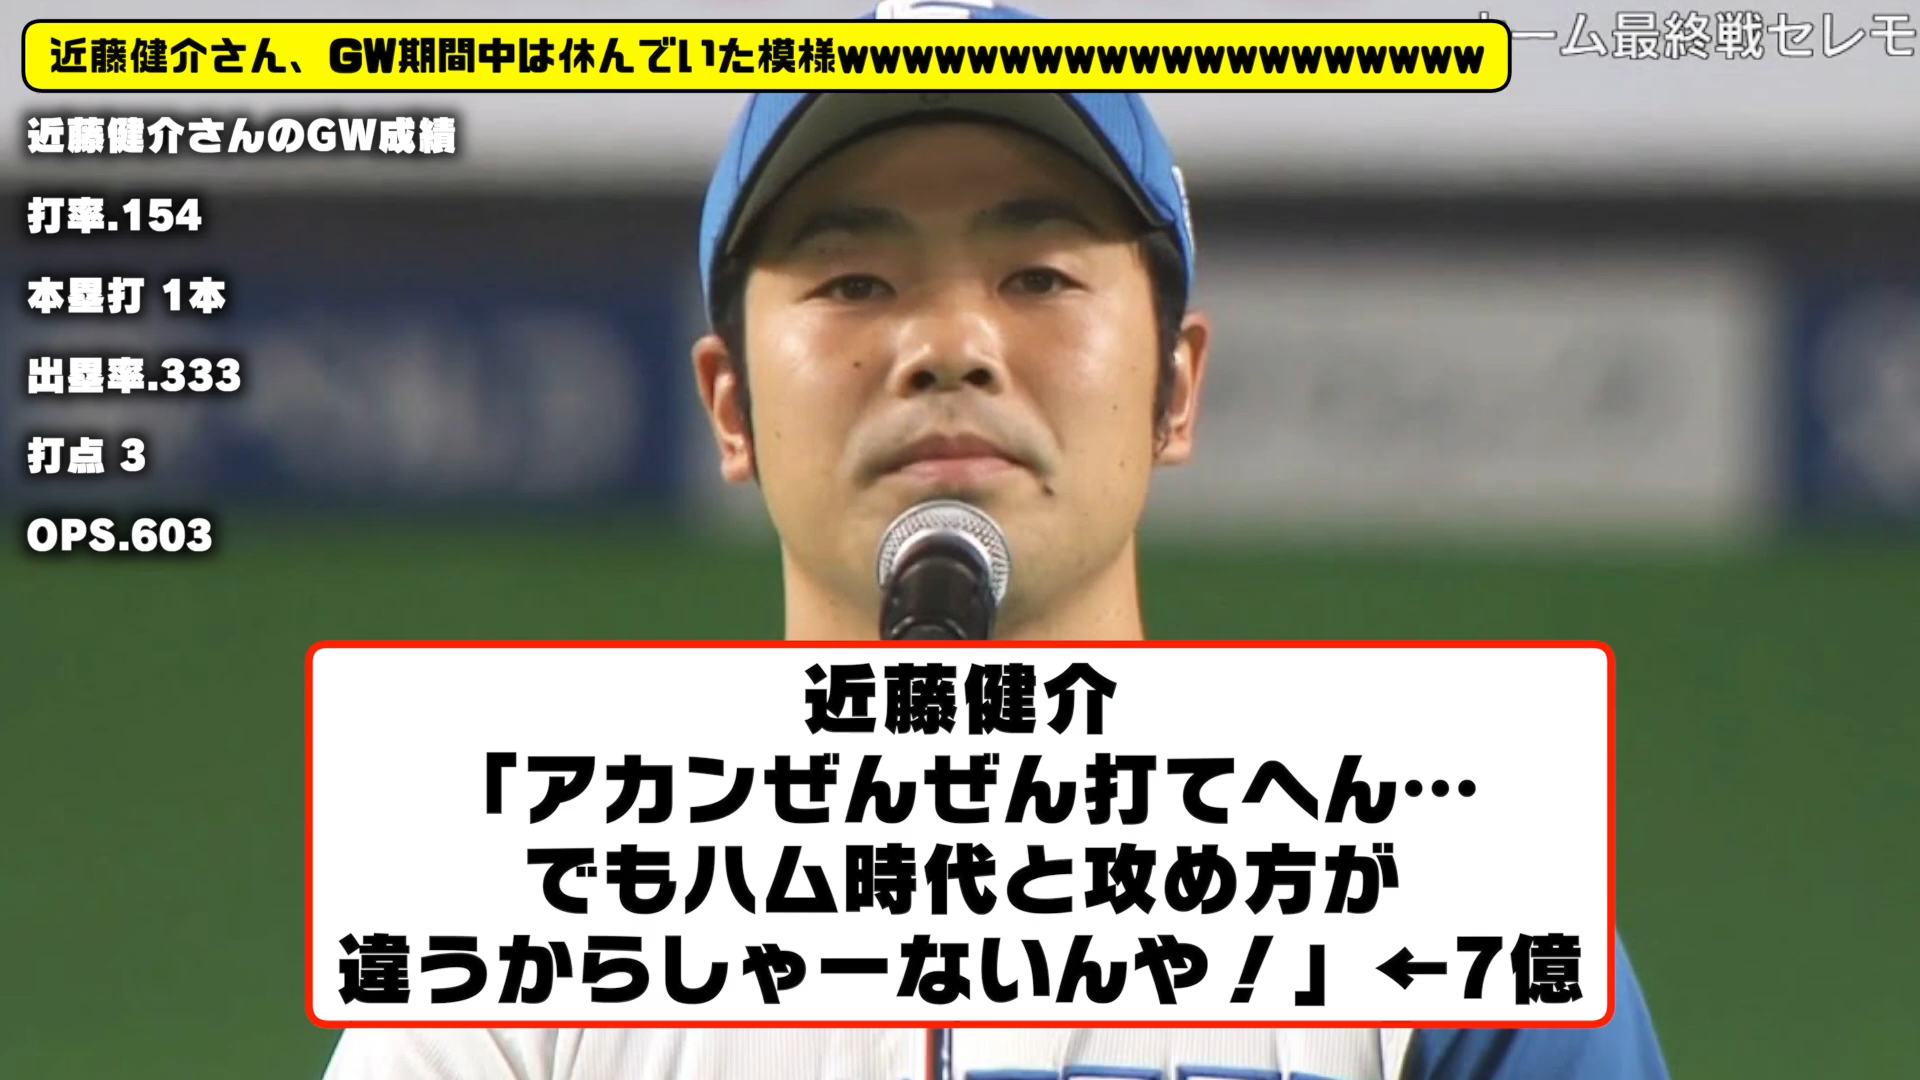 近藤健介さん、GW期間中は休んでいた模様wwwwwwwwwwwwwwwwwwww
ーム最終戦セレモ
近藤健介さんのGW成績
打率.154
本塁打 1本
出塁率.333
打点 3
OPS.603
近藤健介
「アカンぜんぜん打てへん…
でもハム時代と攻め方が
違うからしゃーないんや！」←7億